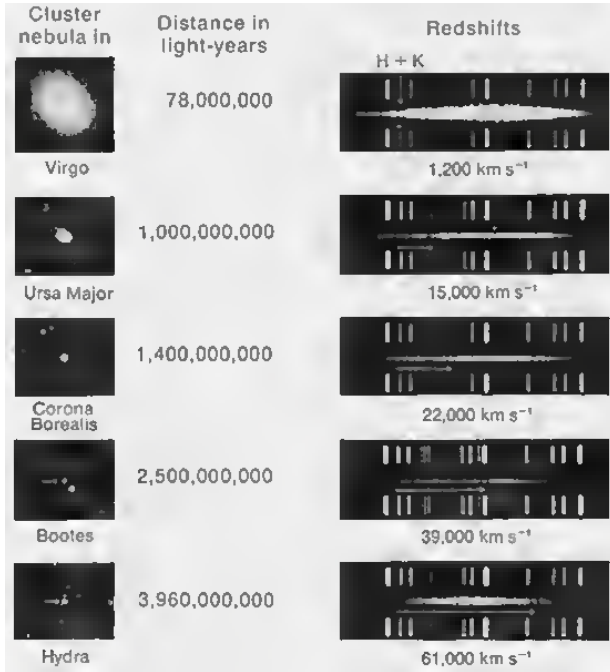 Cluster
nebula in
Distance in
light-years
Redshifts
H + K
78,000,000
Virgo
1,200 km s⁻¹
1,000,000,000
Ursa Major
15,000 km s⁻¹
1,400,000,000
Corona
Borealis
22,000 km s⁻¹
2,500,000,000
Bootes
39,000 km s⁻¹
3,960,000,000
Hydra
61,000 km s⁻¹